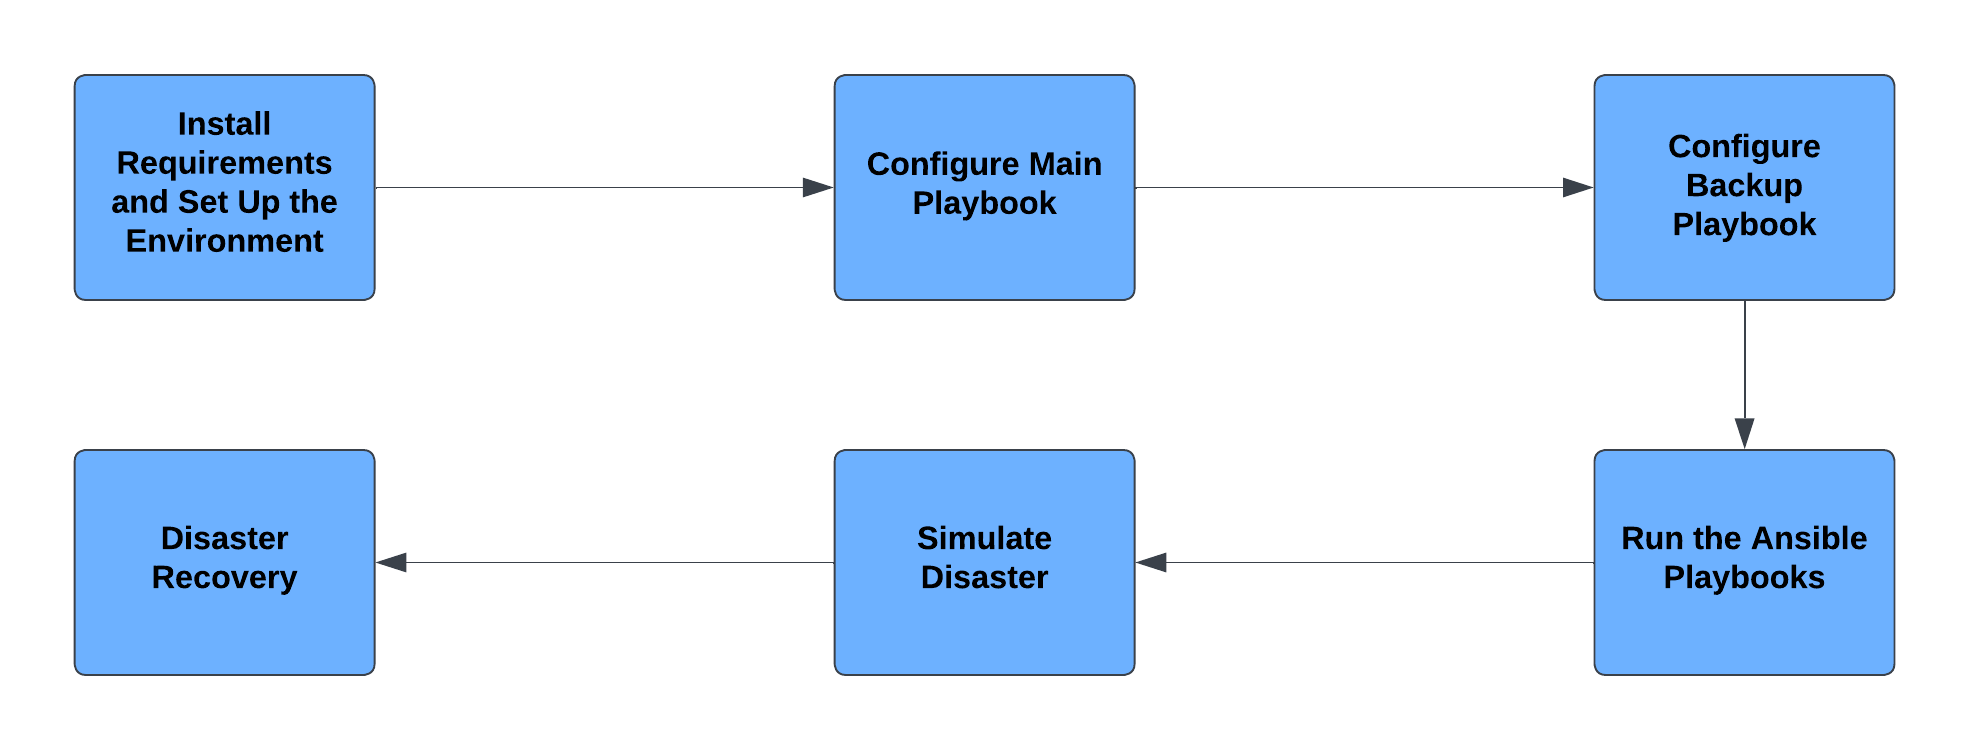 Install
Requirements
and Set Up the
Environment
Configure Main
Playbook
Configure
Backup
Playbook
Run the Ansible
Playbooks
Simulate
Disaster
Disaster
Recovery